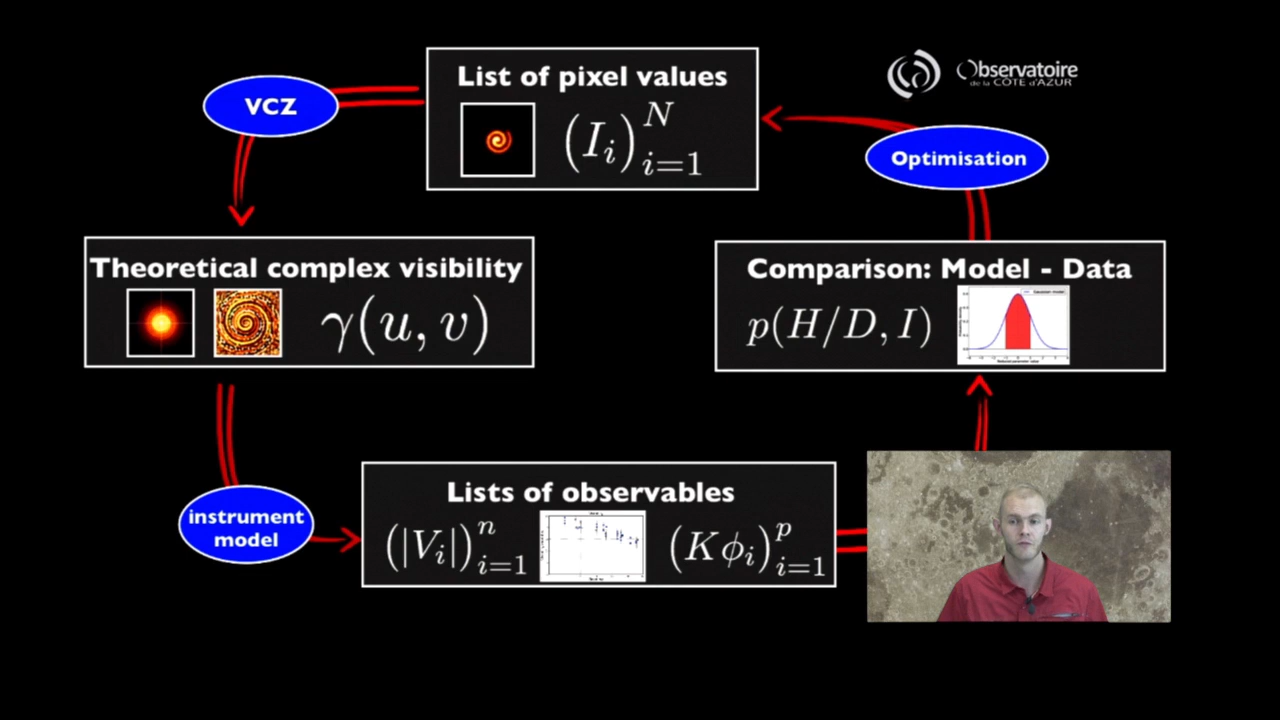 List of pixel values
(I_i)_{i=1}^N
VCZ
Observatoire
de la CÔTE d'AZUR
Optimisation
Theoretical complex visibility
γ(u, v)
Comparison: Model - Data
p(H/D, I)
Lists of observables
(|V_i|)_{i=1}^n
(Kϕ_i)_{i=1}^p
instrument
model